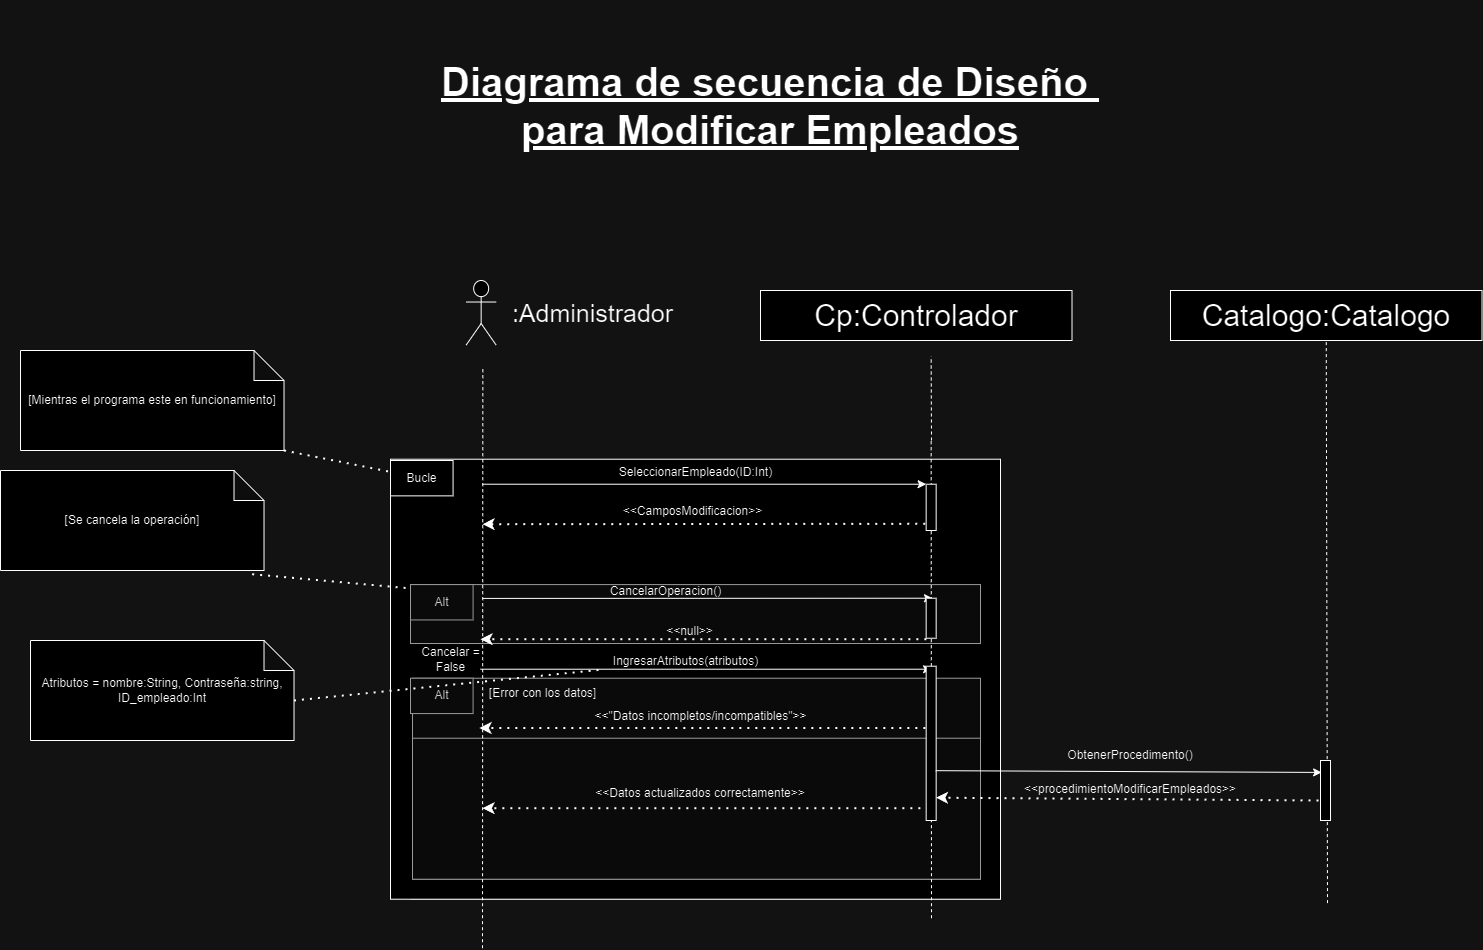 Diagrama de secuencia de Diseño
para Modificar Empleados
:Administrador
Cp:Controlador
Catalogo:Catalogo
[Mientras el programa este en funcionamiento]
Bucle
SeleccionarEmpleado(ID:Int)
<<CamposModificacion>>
[Se cancela la operación]
Alt
CancelarOperacion()
<<null>>
Cancelar =
False
IngresarAtributos(atributos)
Atributos = nombre:String, Contraseña:string,
ID_empleado:Int
Alt
[Error con los datos]
<<"Datos incompletos/incompatibles">>
ObtenerProcedimento()
<<procedimientoModificarEmpleados>>
<<Datos actualizados correctamente>>